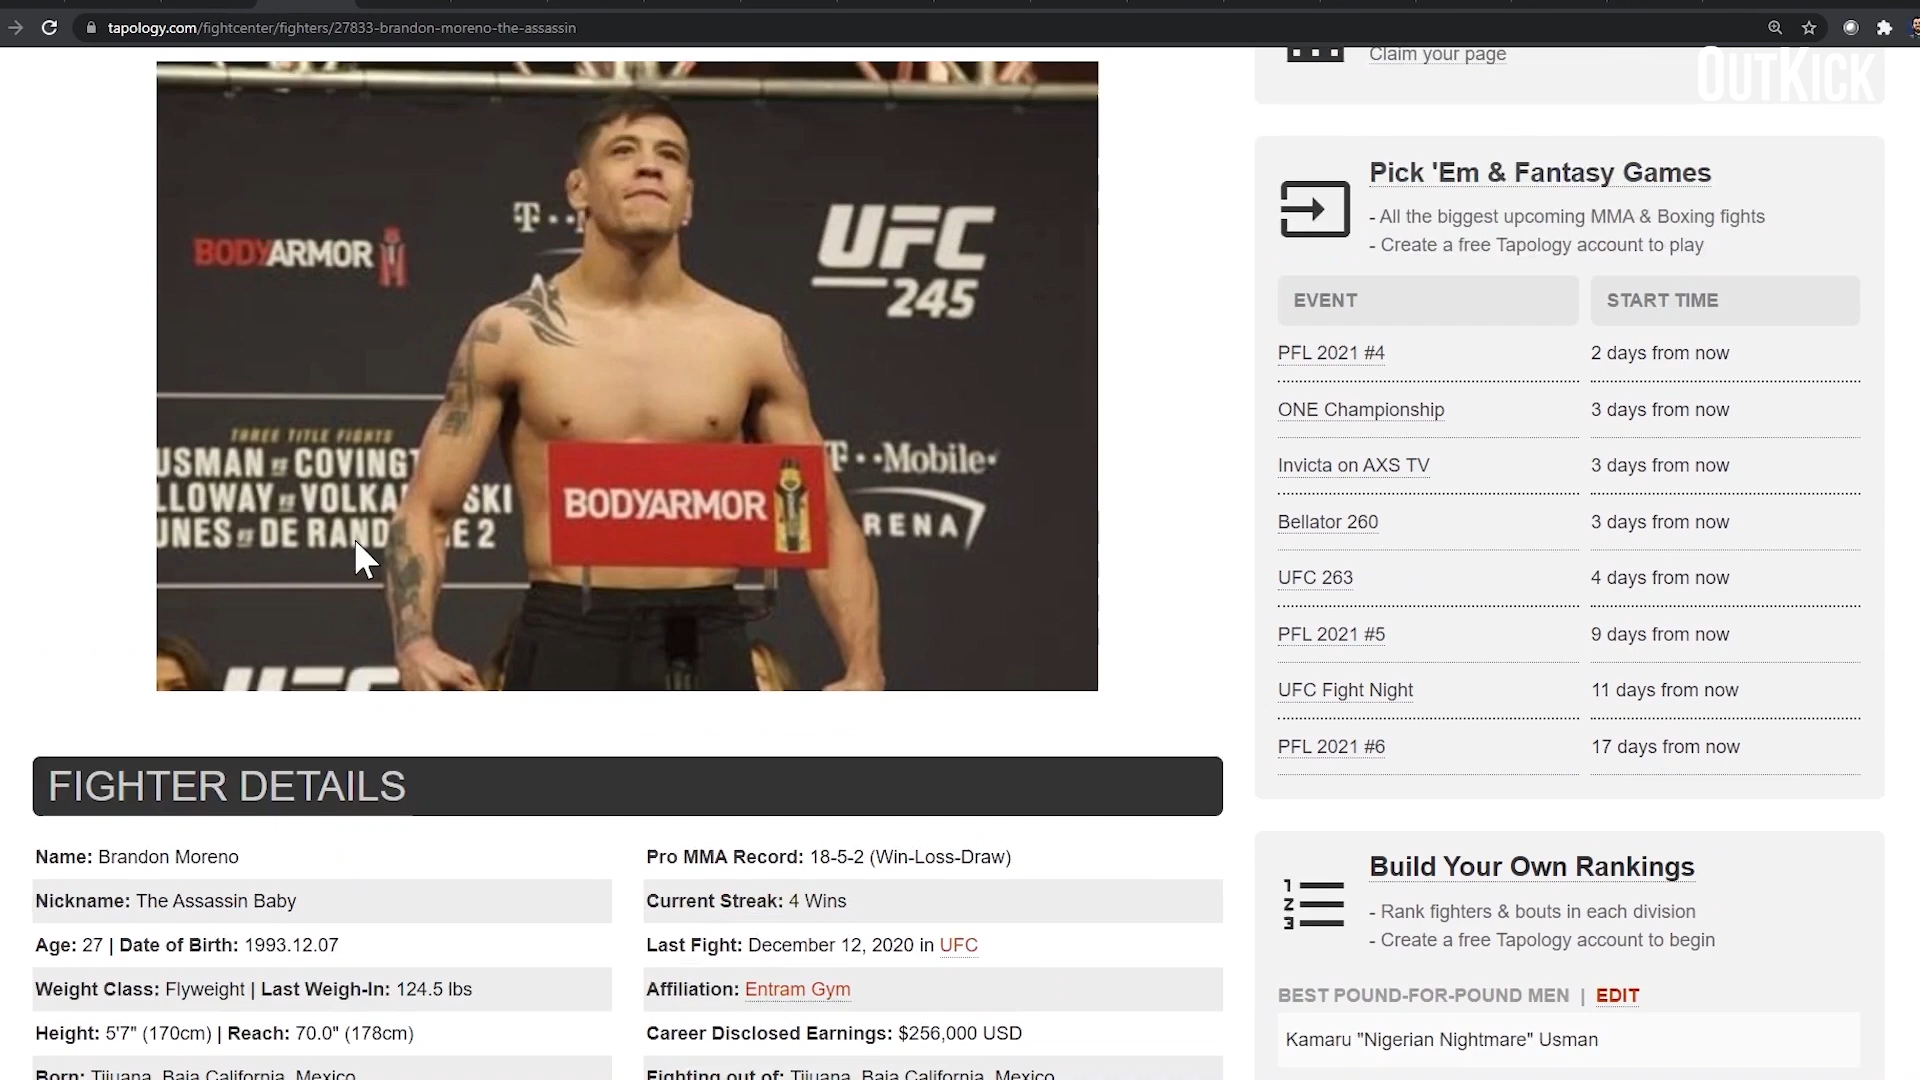 tapology.com/fightcenter/fighters/27833-brandon-moreno-the-assassin
Claim your page
OUTKICK
BODYARMOR
T
UFC
245
THREE TITLE FIGHTS
USMAN VS COVINGT
LLOWAY VS VOLKA SKI
UNES VS DE RAND E 2
T-Mobile
RENA
BODYARMOR
UFC
Pick 'Em & Fantasy Games
- All the biggest upcoming MMA & Boxing fights
- Create a free Tapology account to play
EVENT START TIME
PFL 2021 #4 2 days from now
ONE Championship 3 days from now
Invicta on AXS TV 3 days from now
Bellator 260 3 days from now
UFC 263 4 days from now
PFL 2021 #5 9 days from now
UFC Fight Night 11 days from now
PFL 2021 #6 17 days from now
FIGHTER DETAILS
Name: Brandon Moreno
Nickname: The Assassin Baby
Age: 27 | Date of Birth: 1993.12.07
Weight Class: Flyweight | Last Weigh-In: 124.5 lbs
Height: 5'7" (170cm) | Reach: 70.0" (178cm)
Born: Tijuana, Baja California, Mexico
Pro MMA Record: 18-5-2 (Win-Loss-Draw)
Current Streak: 4 Wins
Last Fight: December 12, 2020 in UFC
Affiliation: Entram Gym
Career Disclosed Earnings: $256,000 USD
Fighting out of: Tijuana, Baja California, Mexico
1
2
3
Build Your Own Rankings
- Rank fighters & bouts in each division
- Create a free Tapology account to begin
BEST POUND-FOR-POUND MEN | EDIT
Kamaru "Nigerian Nightmare" Usman